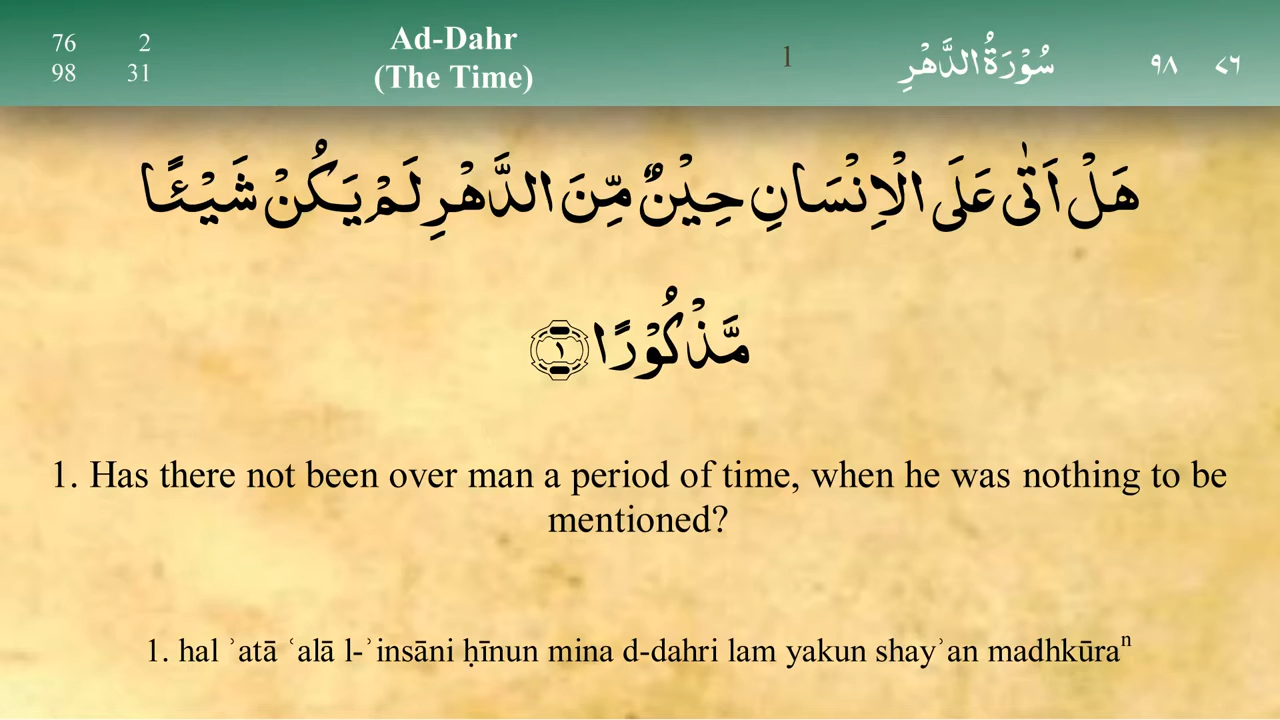 76 2
98 31
Ad-Dahr
(The Time)
1
سُوْرَةُ الدَّهْرِ
٩٨ ٧٦
هَلْ اَتٰى عَلَى الْاِنْسَانِ حِيْنٌ مِّنَ الدَّهْرِ لَمْ يَكُنْ شَيْـًٔا
مَّذْكُوْرًا ١
1. Has there not been over man a period of time, when he was nothing to be
mentioned?
1. hal ʾatā ʿalā l-ʾinsāni ḥīnun mina d-dahri lam yakun shayʾan madhkūraⁿ